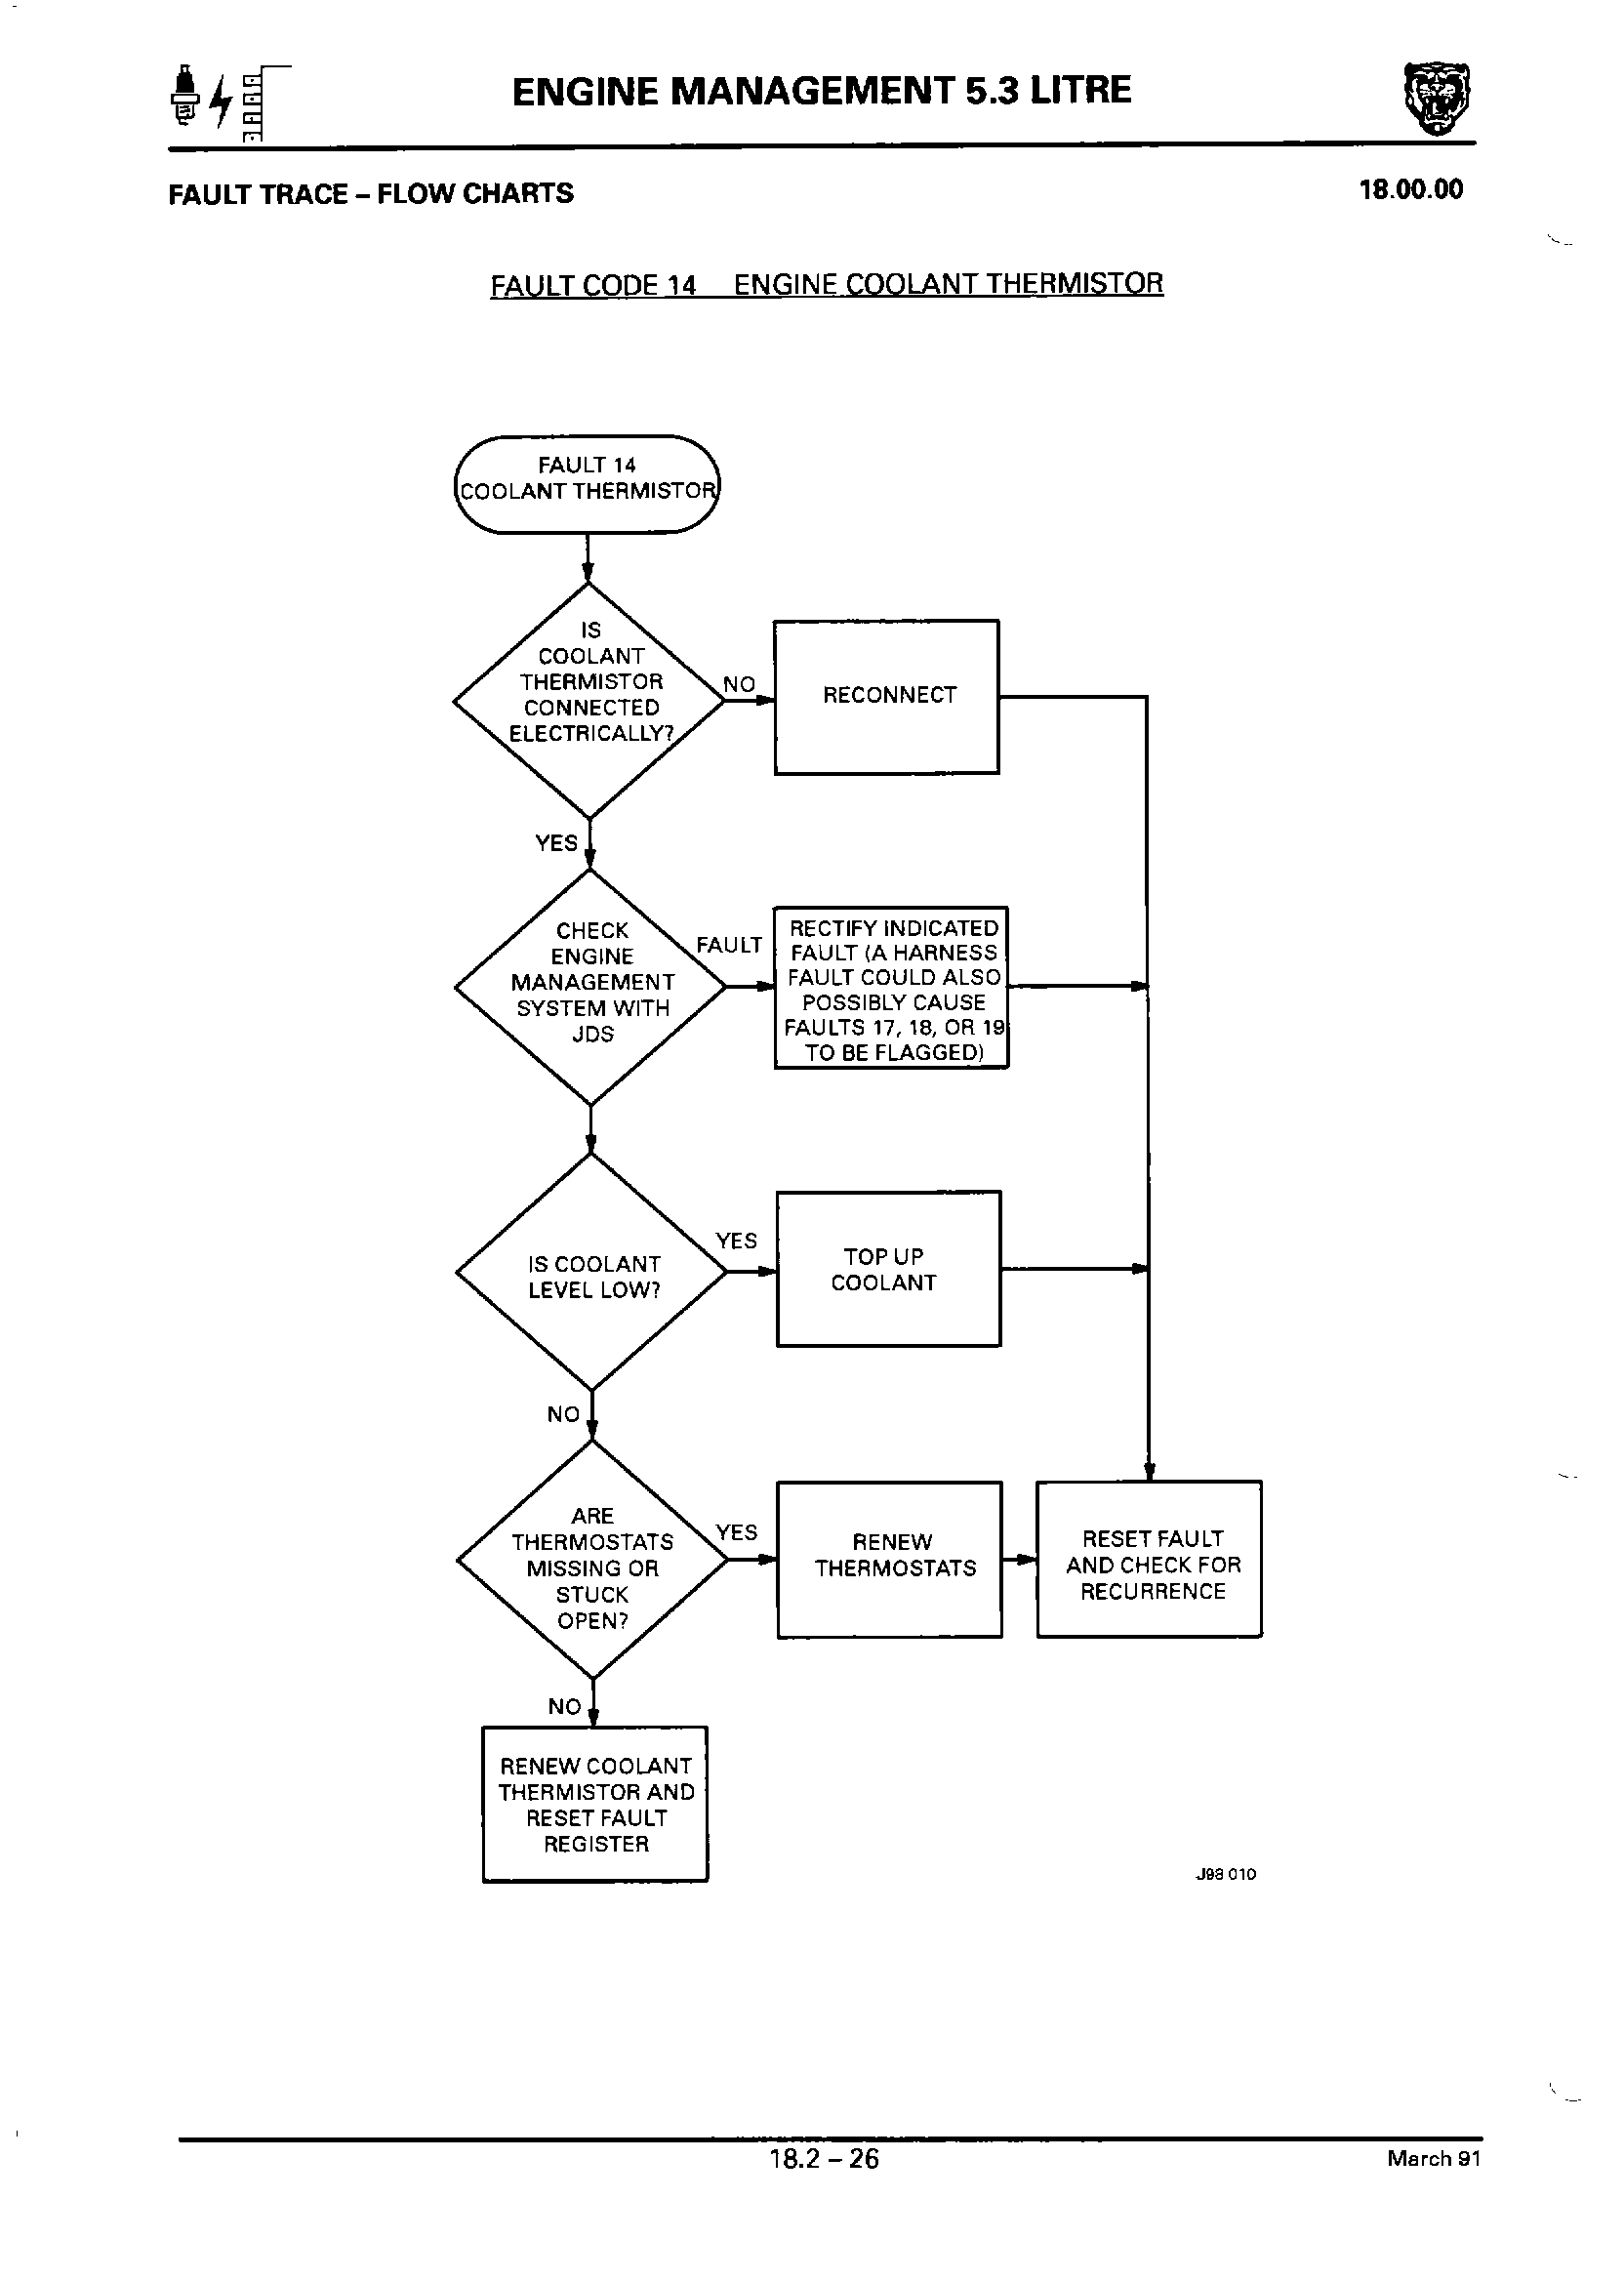 ENGINE MANAGEMENT 5.3 LITRE
FAULT TRACE – FLOW CHARTS
18.00.00
FAULT CODE 14 ENGINE COOLANT THERMISTOR
FAULT 14
COOLANT THERMISTOR
IS
COOLANT
THERMISTOR
CONNECTED
ELECTRICALLY?
NO
RECONNECT
YES
CHECK
ENGINE
MANAGEMENT
SYSTEM WITH
JDS
FAULT
RECTIFY INDICATED
FAULT (A HARNESS
FAULT COULD ALSO
POSSIBLY CAUSE
FAULTS 17, 18, OR 19
TO BE FLAGGED)
IS COOLANT
LEVEL LOW?
YES
TOP UP
COOLANT
NO
ARE
THERMOSTATS
MISSING OR
STUCK
OPEN?
YES
RENEW
THERMOSTATS
RESET FAULT
AND CHECK FOR
RECURRENCE
NO
RENEW COOLANT
THERMISTOR AND
RESET FAULT
REGISTER
J98 010
18.2 – 26
March 91